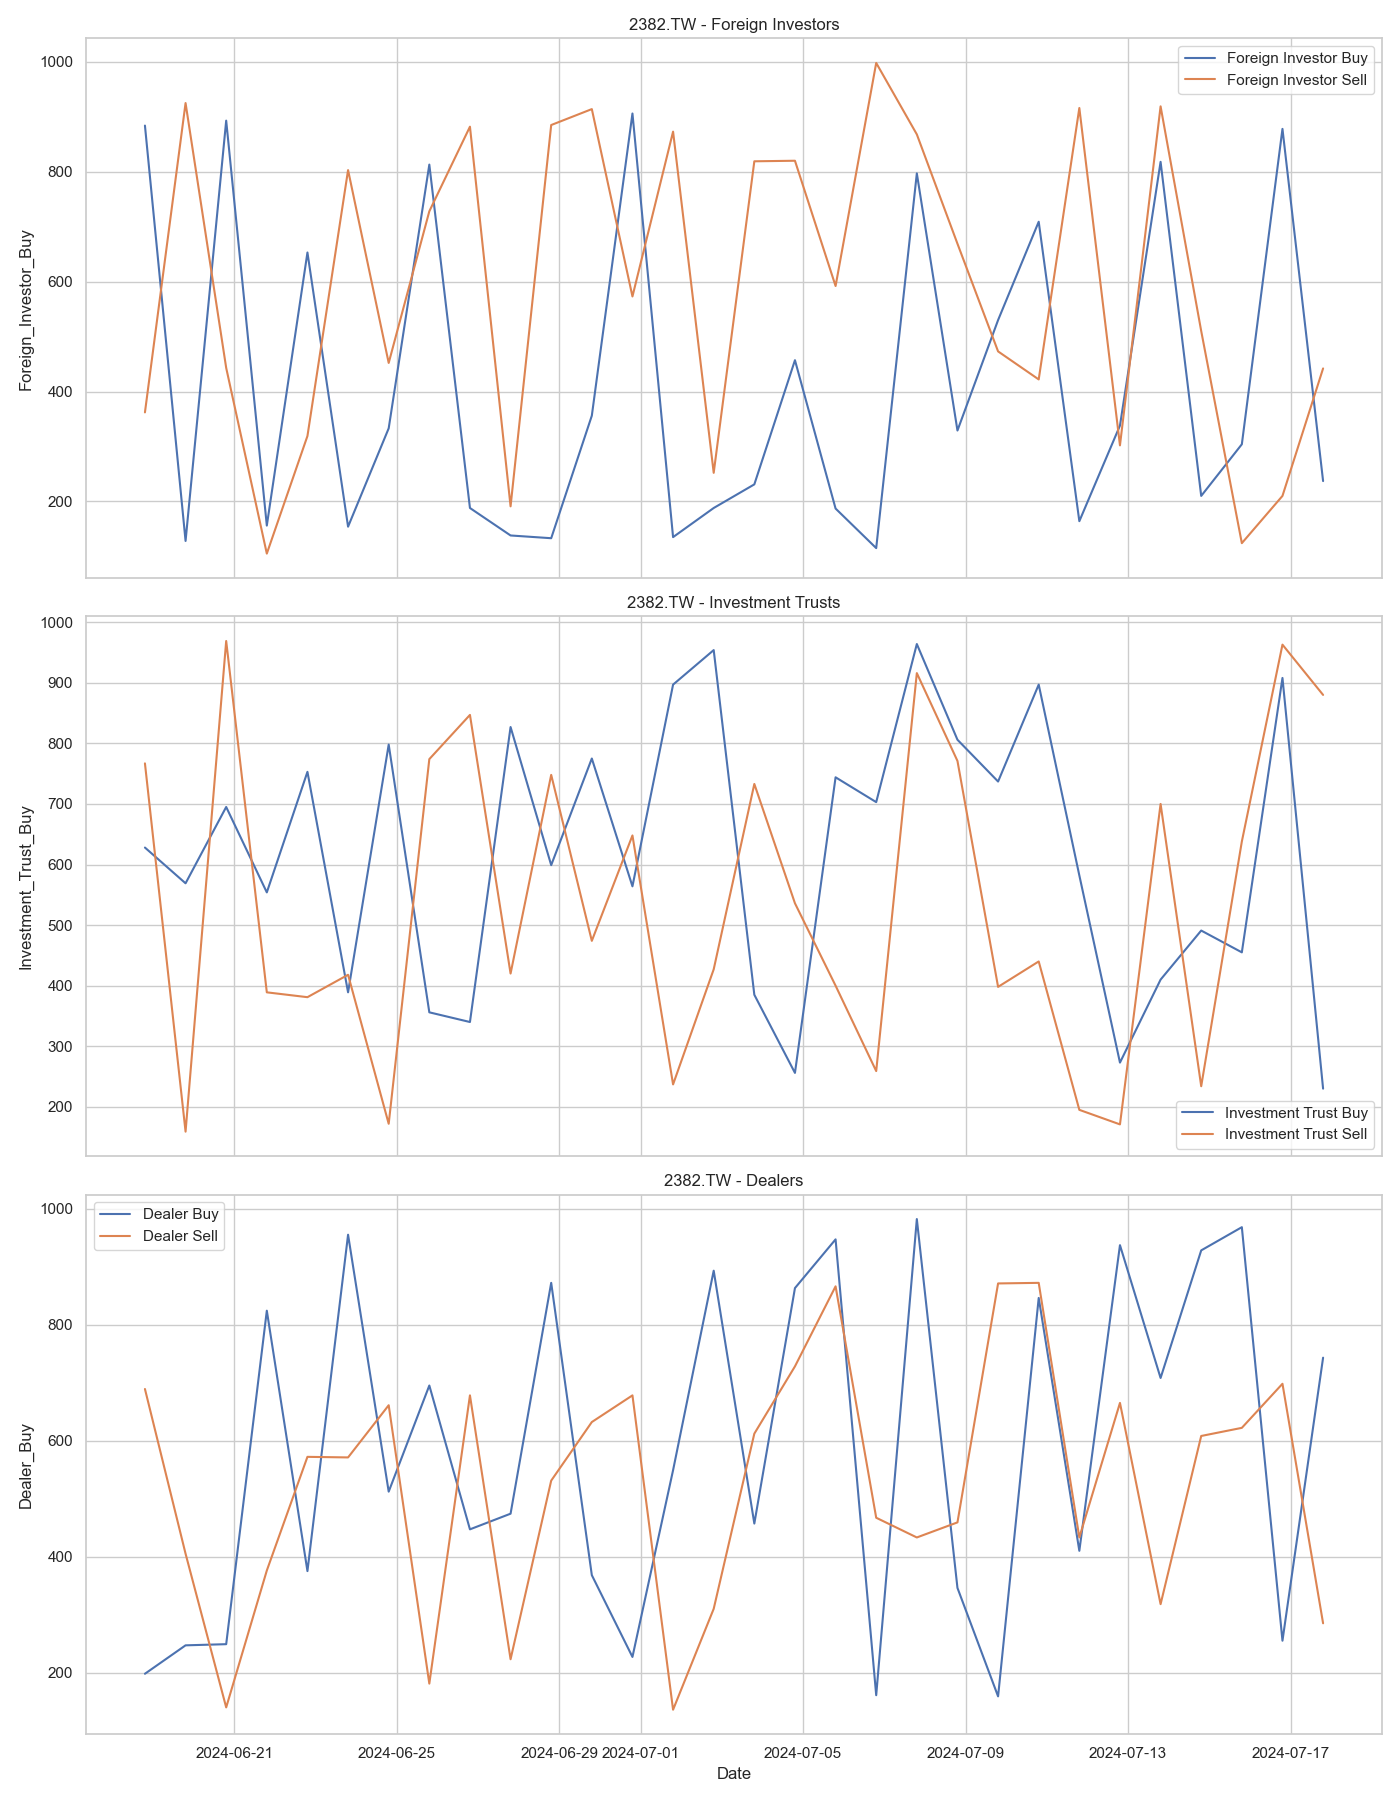 2382.TW - Foreign Investors
Foreign_Investor_Buy
1000
800
600
400
200
Foreign Investor Buy
Foreign Investor Sell
2382.TW - Investment Trusts
Investment_Trust_Buy
1000
900
800
700
600
500
400
300
200
Investment Trust Buy
Investment Trust Sell
2382.TW - Dealers
Dealer_Buy
1000
800
600
400
200
Dealer Buy
Dealer Sell
2024-06-21 2024-06-25 2024-06-29 2024-07-01 2024-07-05 2024-07-09 2024-07-13 2024-07-17
Date